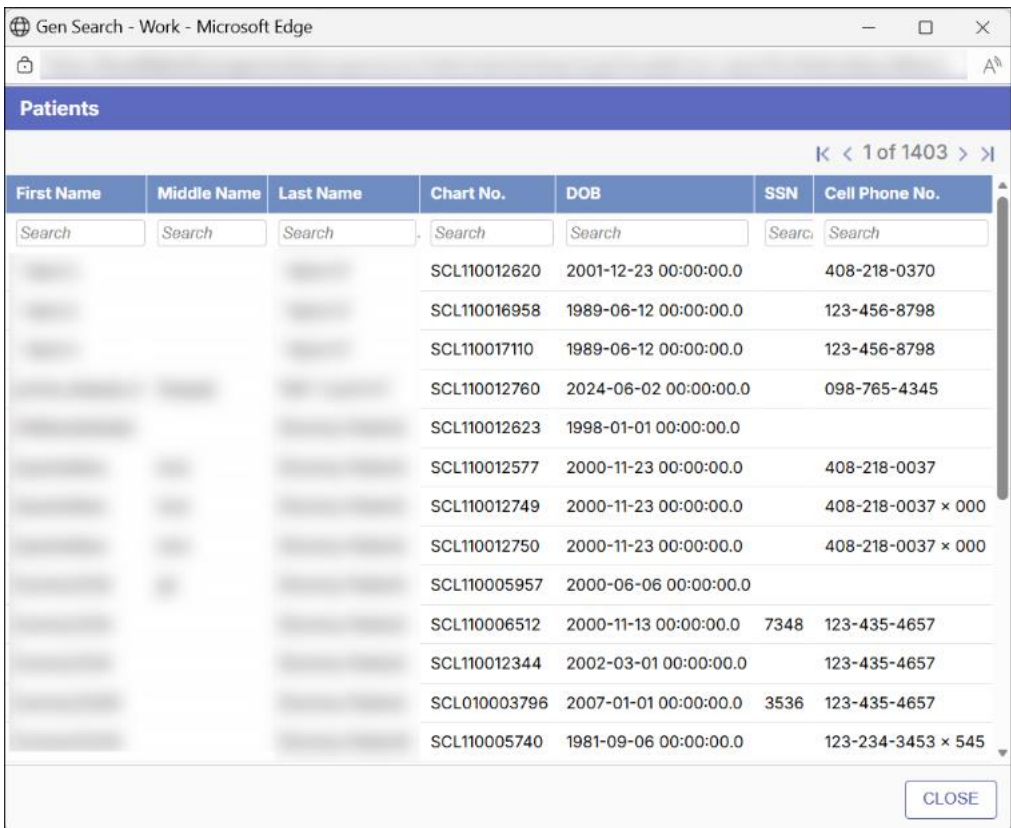 Gen Search - Work - Microsoft Edge
Patients
1 of 1403
First Name Middle Name Last Name Chart No. DOB SSN Cell Phone No.
Search Search Search Search Search Search Search
SCL110012620 2001-12-23 00:00:00.0 408-218-0370
SCL110016958 1989-06-12 00:00:00.0 123-456-8798
SCL110017110 1989-06-12 00:00:00.0 123-456-8798
SCL110012760 2024-06-02 00:00:00.0 098-765-4345
SCL110012623 1998-01-01 00:00:00.0
SCL110012577 2000-11-23 00:00:00.0 408-218-0037
SCL110012749 2000-11-23 00:00:00.0 408-218-0037 × 000
SCL110012750 2000-11-23 00:00:00.0 408-218-0037 × 000
SCL110005957 2000-06-06 00:00:00.0
SCL110006512 2000-11-13 00:00:00.0 7348 123-435-4657
SCL110012344 2002-03-01 00:00:00.0 123-435-4657
SCL010003796 2007-01-01 00:00:00.0 3536 123-435-4657
SCL110005740 1981-09-06 00:00:00.0 123-234-3453 × 545
CLOSE